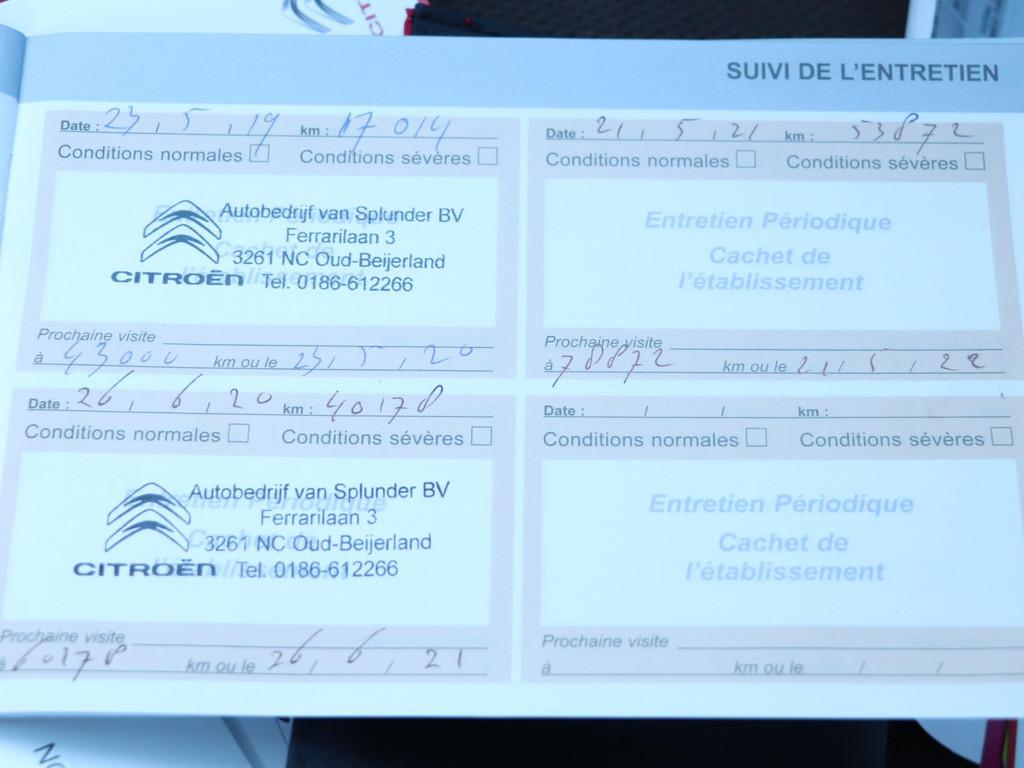 SUIVI DE L'ENTRETIEN
Date : 23 / 5 / 19 km : 17 014
Conditions normales Conditions sévères
Autobedrijf van Splunder BV
Ferrarilaan 3
3261 NC Oud-Beijerland
CITROËN Tel. 0186-612266
Prochaine visite
à 43000 km ou le 23 / 5 / 20
Date : 26 / 6 / 20 km : 40178
Conditions normales Conditions sévères
Autobedrijf van Splunder BV
Ferrarilaan 3
3261 NC Oud-Beijerland
CITROËN Tel. 0186-612266
Prochaine visite
à 60178 km ou le 26 / 6 / 21
Date : 21 / 5 / 21 km : 53872
Conditions normales Conditions sévères
Entretien Périodique
Cachet de
l'établissement
Prochaine visite
à 78872 km ou le 21 / 5 / 22
Date : / / km :
Conditions normales Conditions sévères
Entretien Périodique
Cachet de
l'établissement
Prochaine visite
à km ou le / /